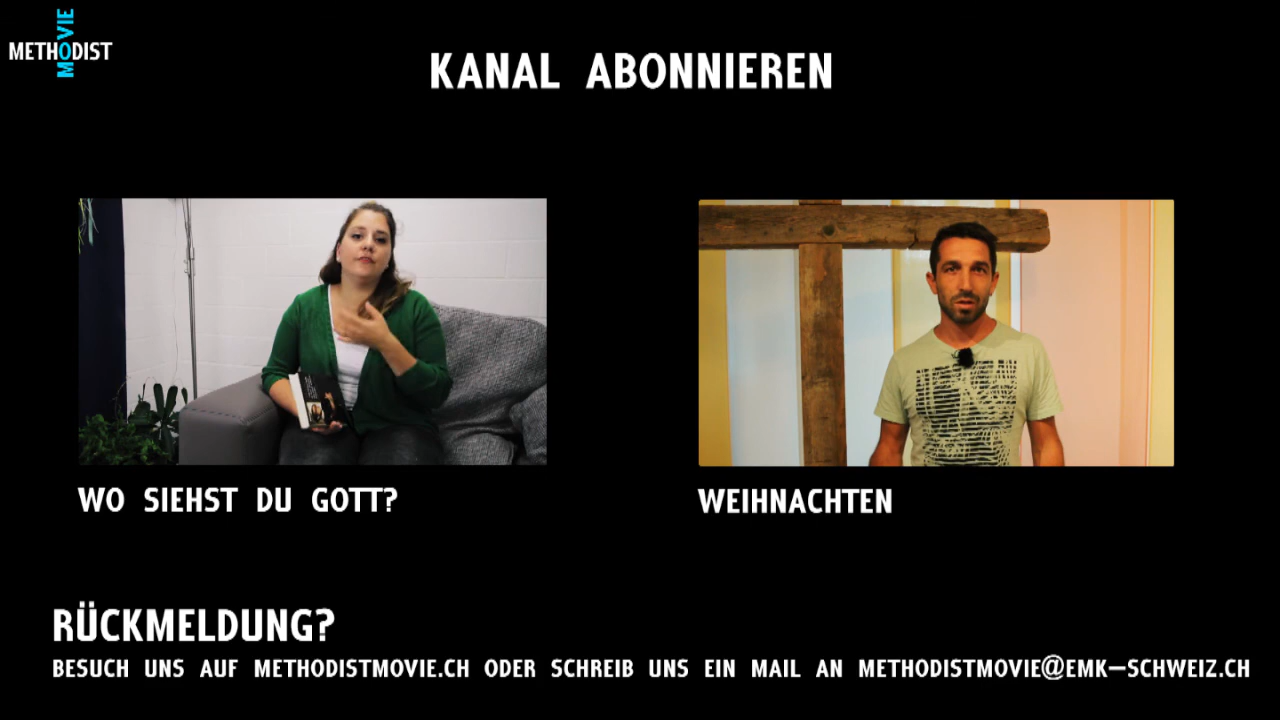 METHODIST
MOVIE
KANAL ABONNIEREN
WO SIEHST DU GOTT?
WEIHNACHTEN
RÜCKMELDUNG?
BESUCH UNS AUF METHODISTMOVIE.CH ODER SCHREIB UNS EIN MAIL AN METHODISTMOVIE@EMK-SCHWEIZ.CH